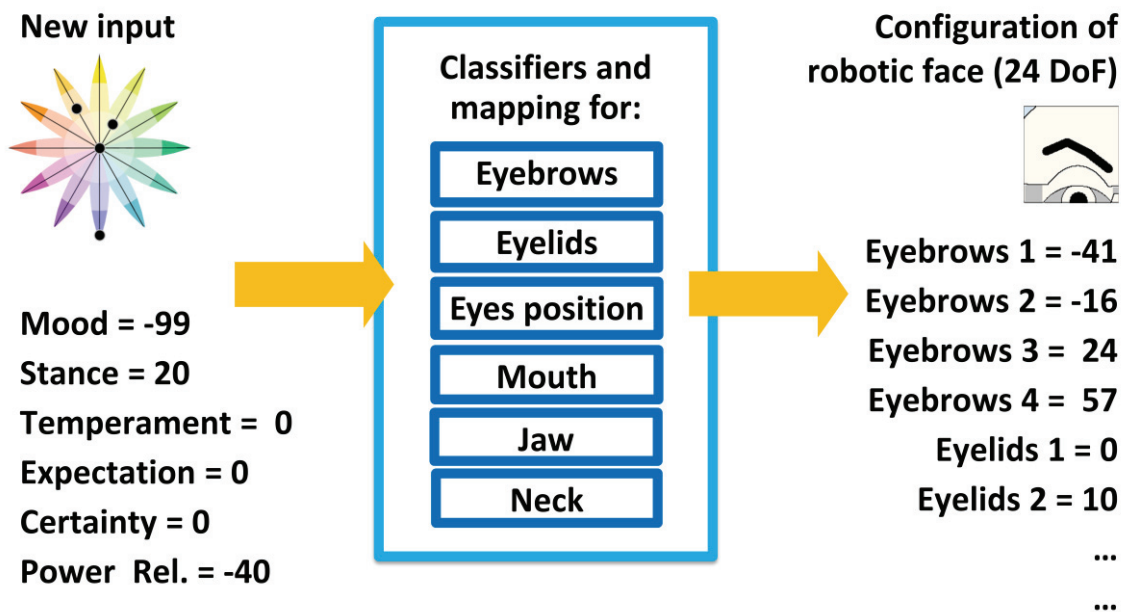 New input
Mood = -99
Stance = 20
Temperament = 0
Expectation = 0
Certainty = 0
Power Rel. = -40
Classifiers and
mapping for:
Eyebrows
Eyelids
Eyes position
Mouth
Jaw
Neck
Configuration of
robotic face (24 DoF)
Eyebrows 1 = -41
Eyebrows 2 = -16
Eyebrows 3 = 24
Eyebrows 4 = 57
Eyelids 1 = 0
Eyelids 2 = 10
...
...